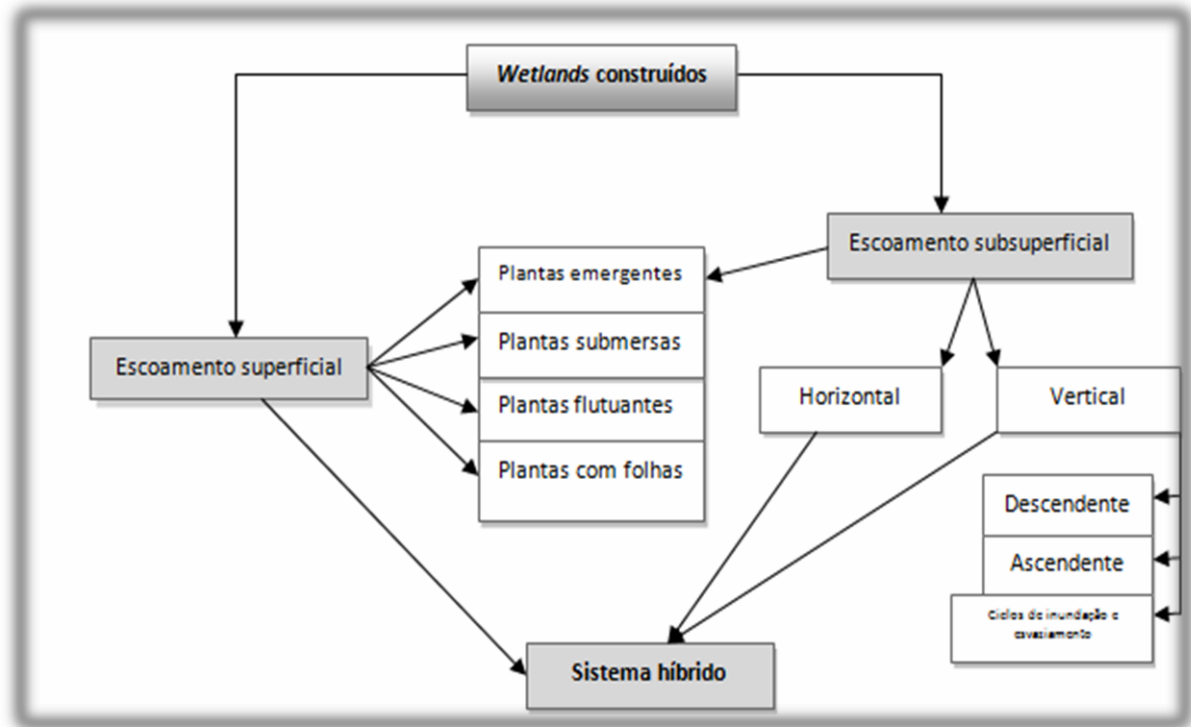 Wetlands construídos
Escoamento subsuperficial
Plantas emergentes
Plantas submersas
Escoamento superficial
Plantas flutuantes
Horizontal
Vertical
Plantas com folhas
Descendente
Ascendente
Ciclos de inundação e
esvaziamento
Sistema híbrido